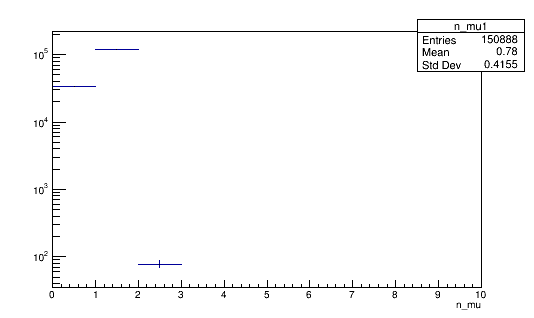 n_mu1
Entries 150888
Mean 0.78
Std Dev 0.4155
10^5
10^4
10^3
10^2
0 1 2 3 4 5 6 7 8 9 10
n_mu